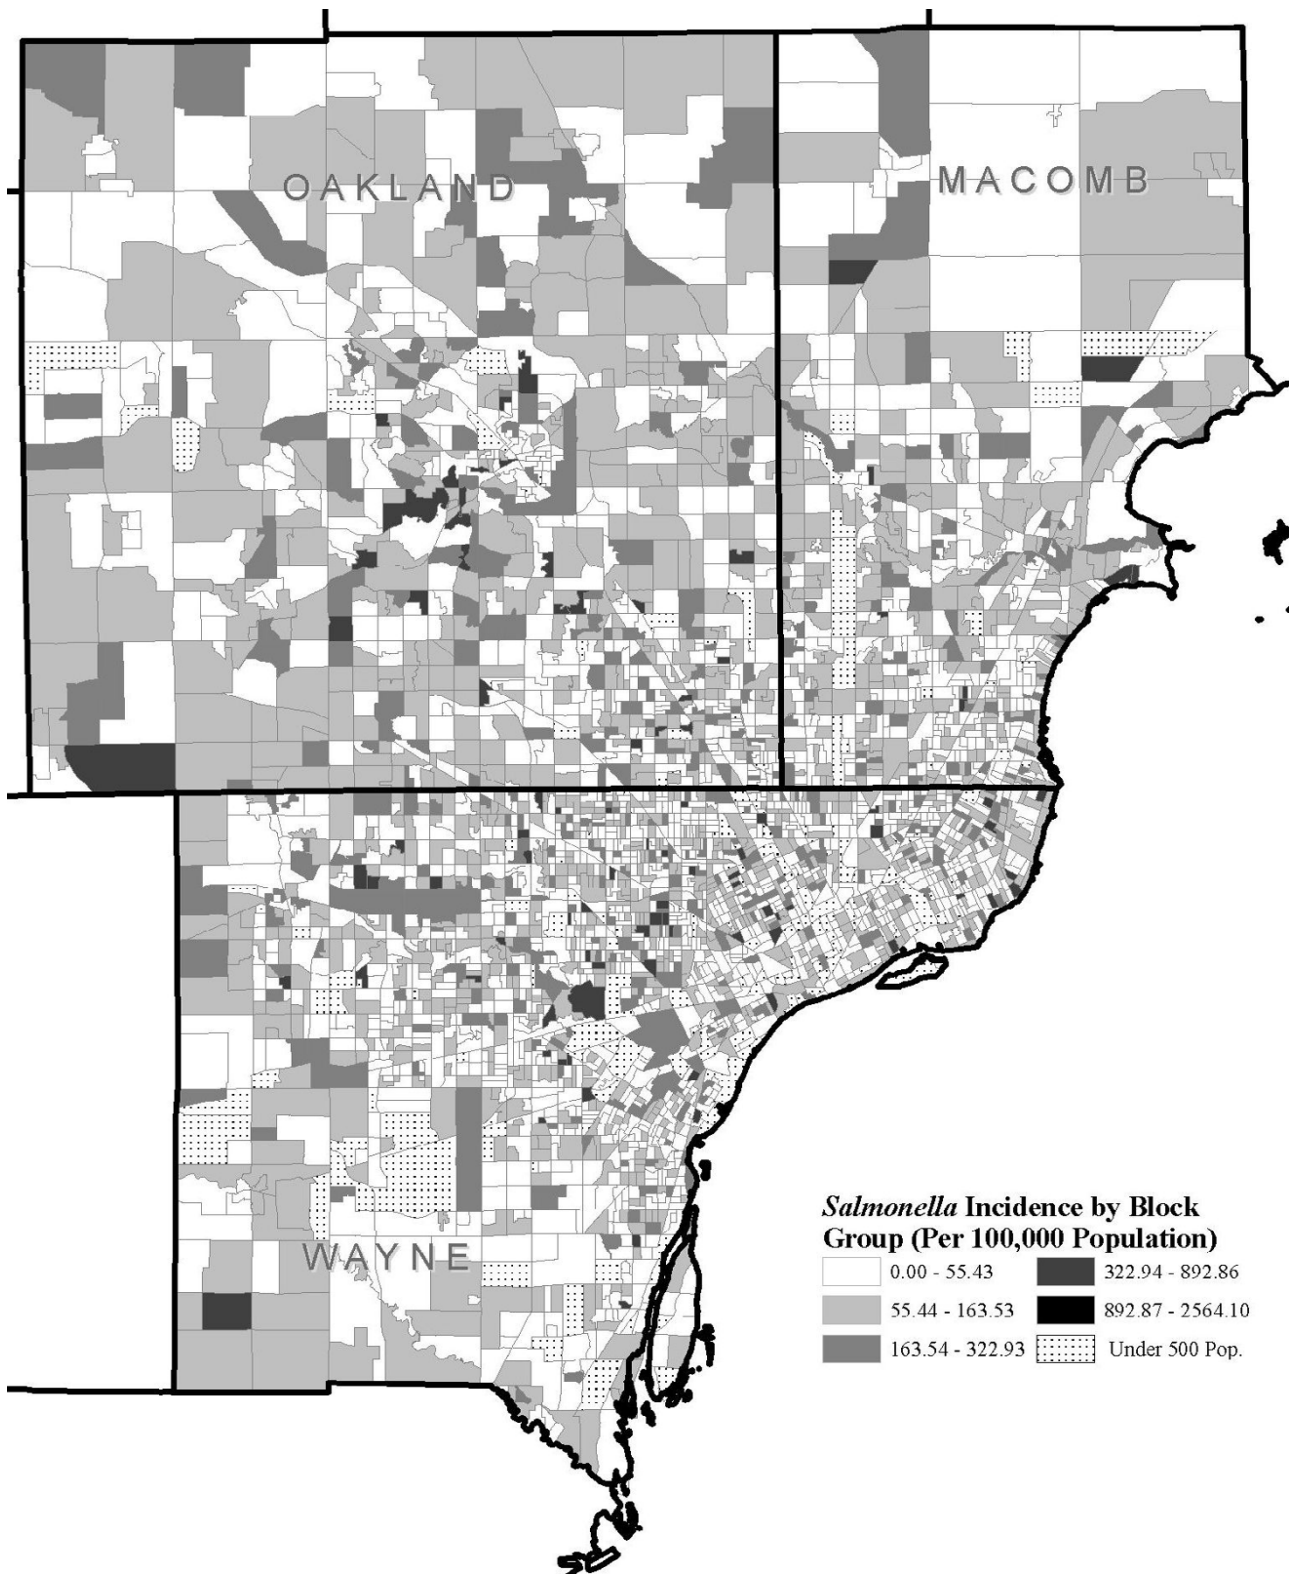 OAKLAND
MACOMB
WAYNE
Salmonella Incidence by Block
Group (Per 100,000 Population)
0.00 - 55.43
322.94 - 892.86
55.44 - 163.53
892.87 - 2564.10
163.54 - 322.93
Under 500 Pop.